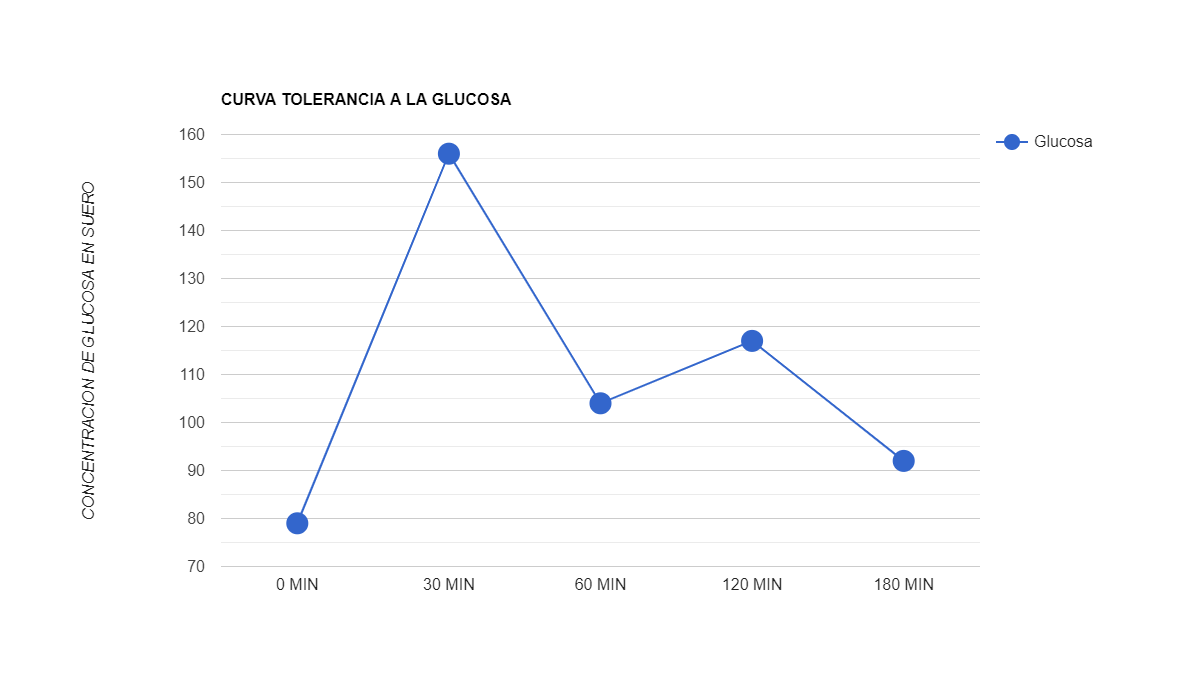 CURVA TOLERANCIA A LA GLUCOSA
Glucosa
CONCENTRACION DE GLUCOSA EN SUERO
160
150
140
130
120
110
100
90
80
70
0 MIN
30 MIN
60 MIN
120 MIN
180 MIN